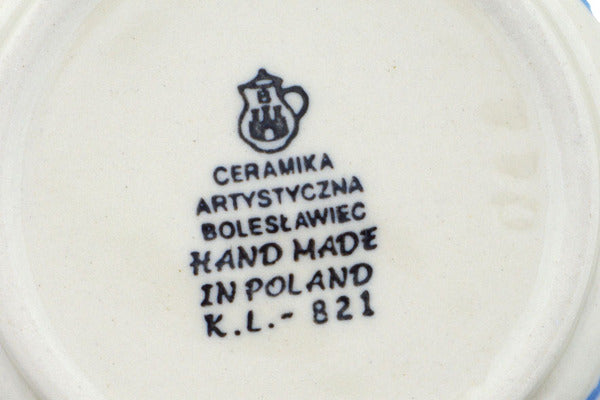 B
CERAMIKA
ARTYSTYCZNA
BOLESŁAWIEC
HAND MADE
IN POLAND
K.L.- 821